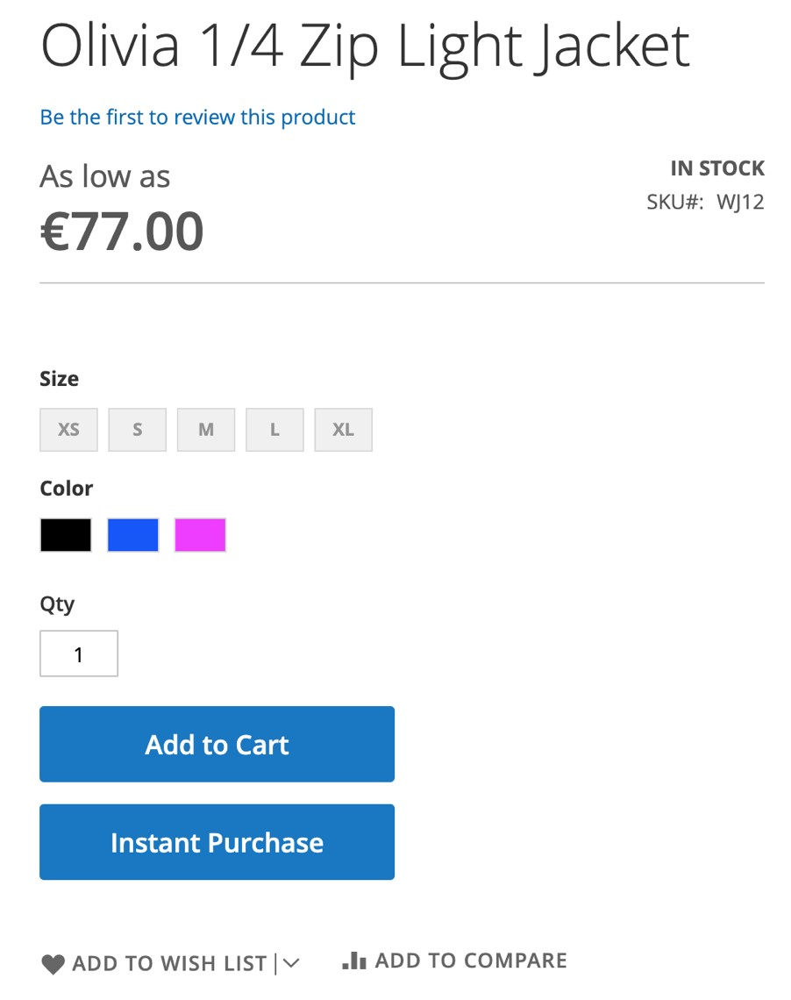 Olivia 1/4 Zip Light Jacket
Be the first to review this product
As low as
€77.00
IN STOCK
SKU#: WJ12
Size
XS S M L XL
Color
Qty
1
Add to Cart
Instant Purchase
ADD TO WISH LIST
ADD TO COMPARE